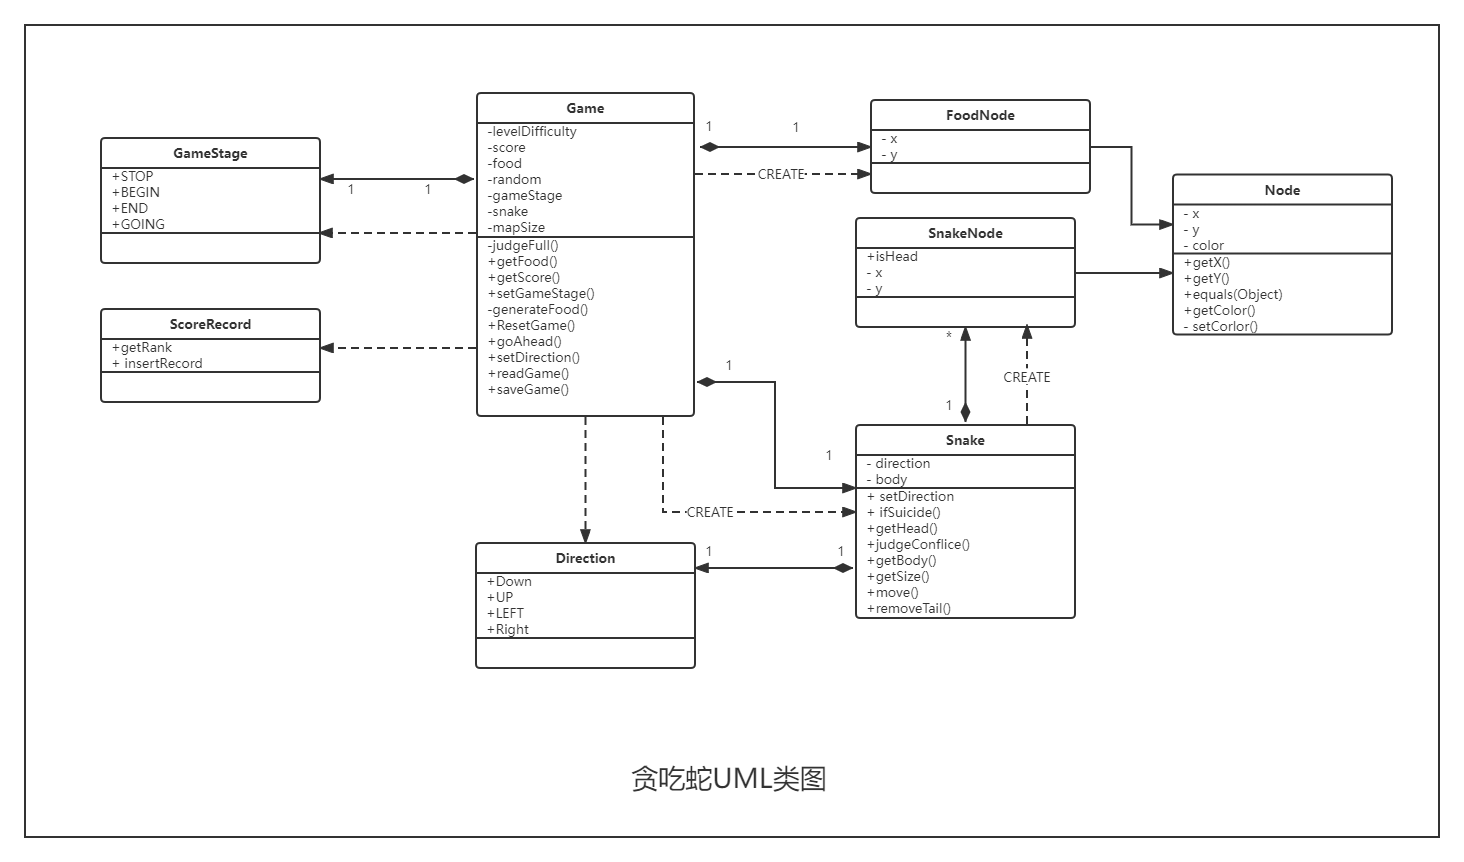 Game
-levelDifficulty
-score
-food
-random
-gameStage
-snake
-mapSize
-judgeFull()
+getFood()
+getScore()
+setGameStage()
-generateFood()
+ResetGame()
+goAhead()
+setDirection()
+readGame()
+saveGame()
GameStage
+STOP
+BEGIN
+END
+GOING
1
1
ScoreRecord
+getRank
+ insertRecord
1
1
CREATE
FoodNode
- x
- y
SnakeNode
+isHead
- x
- y
Node
- x
- y
- color
+getX()
+getY()
+equals(Object)
+getColor()
- setCorlor()
*
CREATE
1
1
1
CREATE
Snake
- direction
- body
+ setDirection
+ ifSuicide()
+getHead()
+judgeConflice()
+getBody()
+getSize()
+move()
+removeTail()
1
1
Direction
+Down
+UP
+LEFT
+Right
贪吃蛇UML类图